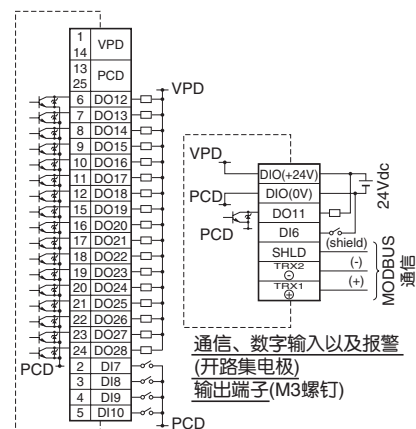 1
14 VPD
13
25 PCD
VPD
6 DO12
7 DO13
8 DO14
9 DO15
10 DO16
11 DO17
12 DO18
15 DO19
16 DO20
17 DO21
18 DO22
19 DO23
20 DO24
21 DO25
22 DO26
23 DO27
24 DO28
PCD
2 DI7
3 DI8
4 DI9
5 DI10
PCD
VPD
DIO(+24V)
PCD
DIO(0V)
24Vdc
DO11
PCD
DI6
(shield)
SHLD
TRX2
⊖
(-)
TRX1
⊕
(+)
MODBUS
通信
通信、数字输入以及报警
(开路集电极)
输出端子(M3螺钉)